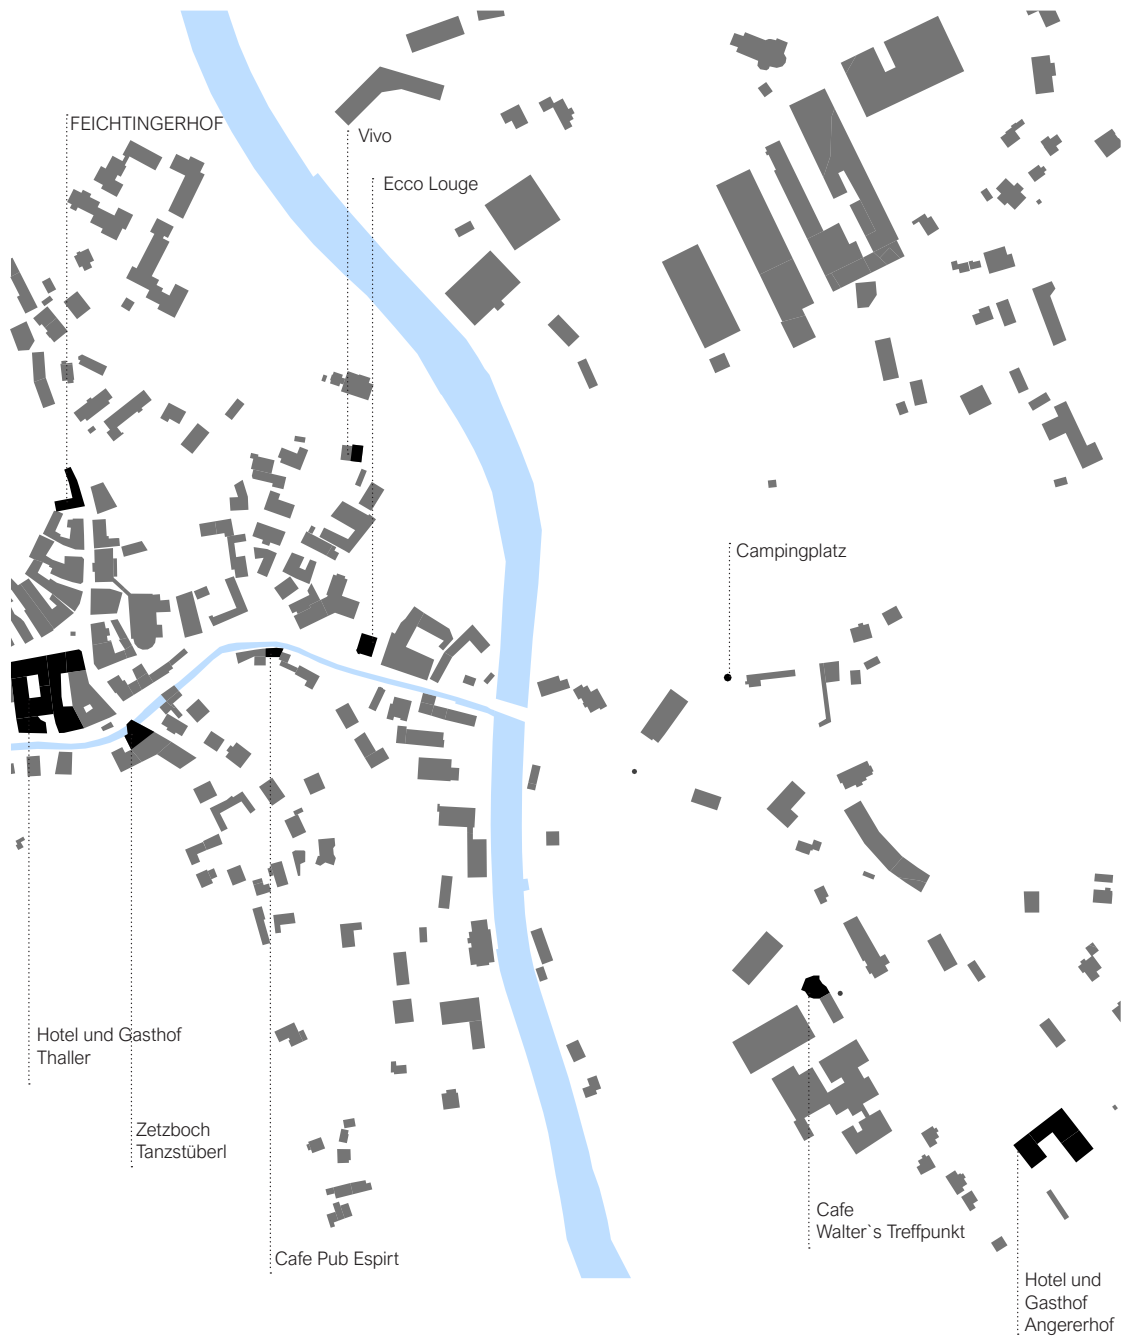 FEICHTINGERHOF
Vivo
Ecco Louge
Campingplatz
Hotel und Gasthof
Thaller
Zetzboch
Tanzstüberl
Cafe Pub Espirt
Cafe
Walter`s Treffpunkt
Hotel und
Gasthof
Angererhof